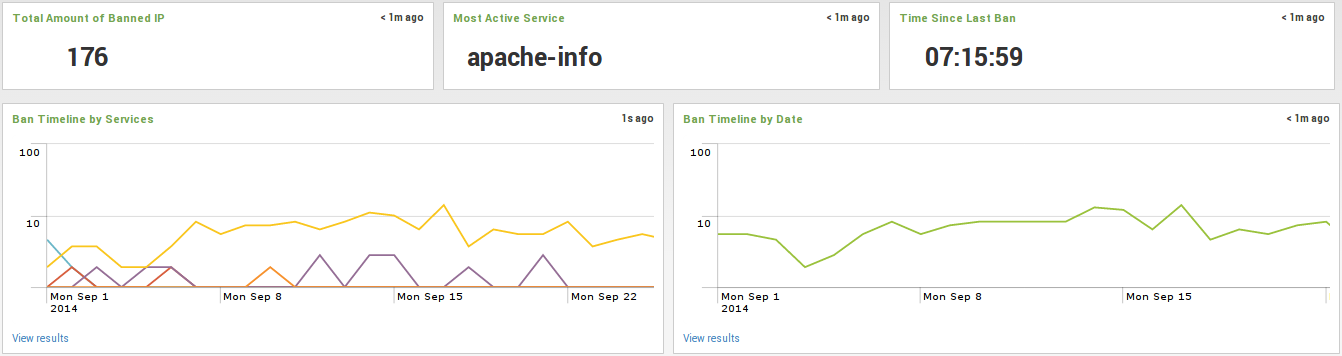 Total Amount of Banned IP
< 1m ago
176
Most Active Service
< 1m ago
apache-info
Time Since Last Ban
< 1m ago
07:15:59
Ban Timeline by Services
1s ago
100
10
Mon Sep 1
2014
Mon Sep 8
Mon Sep 15
Mon Sep 22
View results
Ban Timeline by Date
< 1m ago
100
10
Mon Sep 1
2014
Mon Sep 8
Mon Sep 15
View results